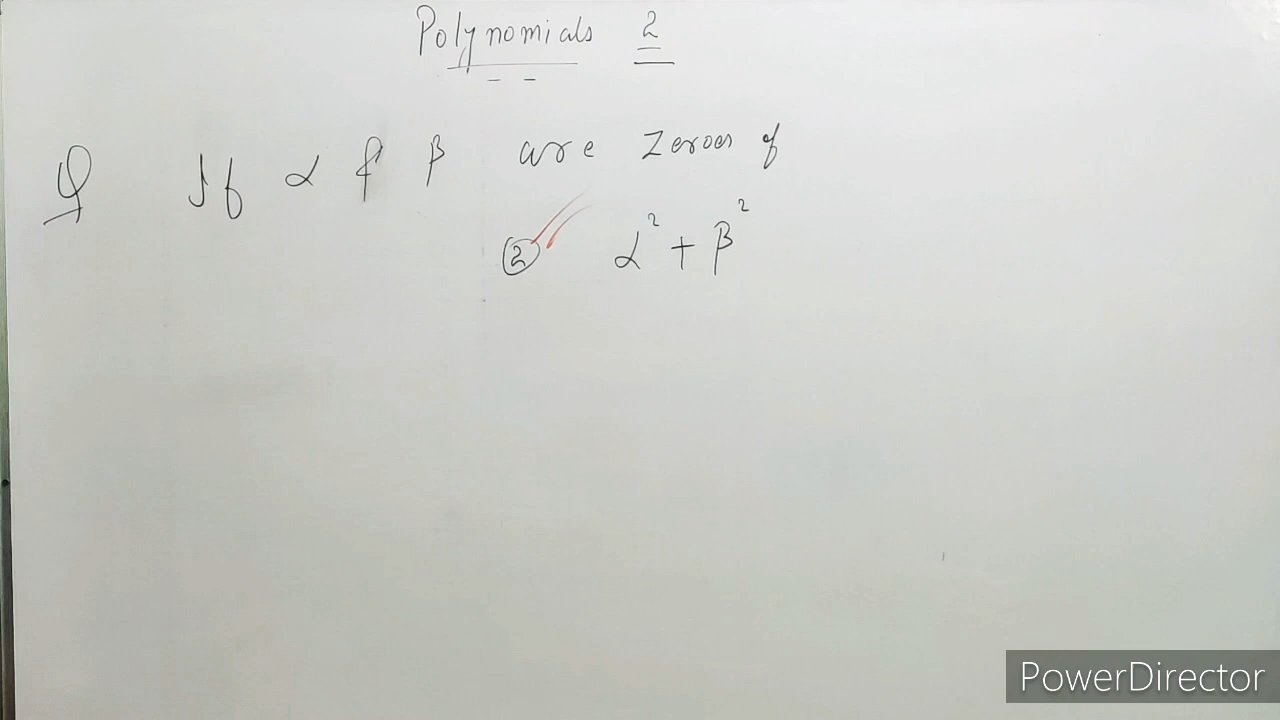 Polynomials 2
Q If α & β are zeroes of
② α² + β²
PowerDirector